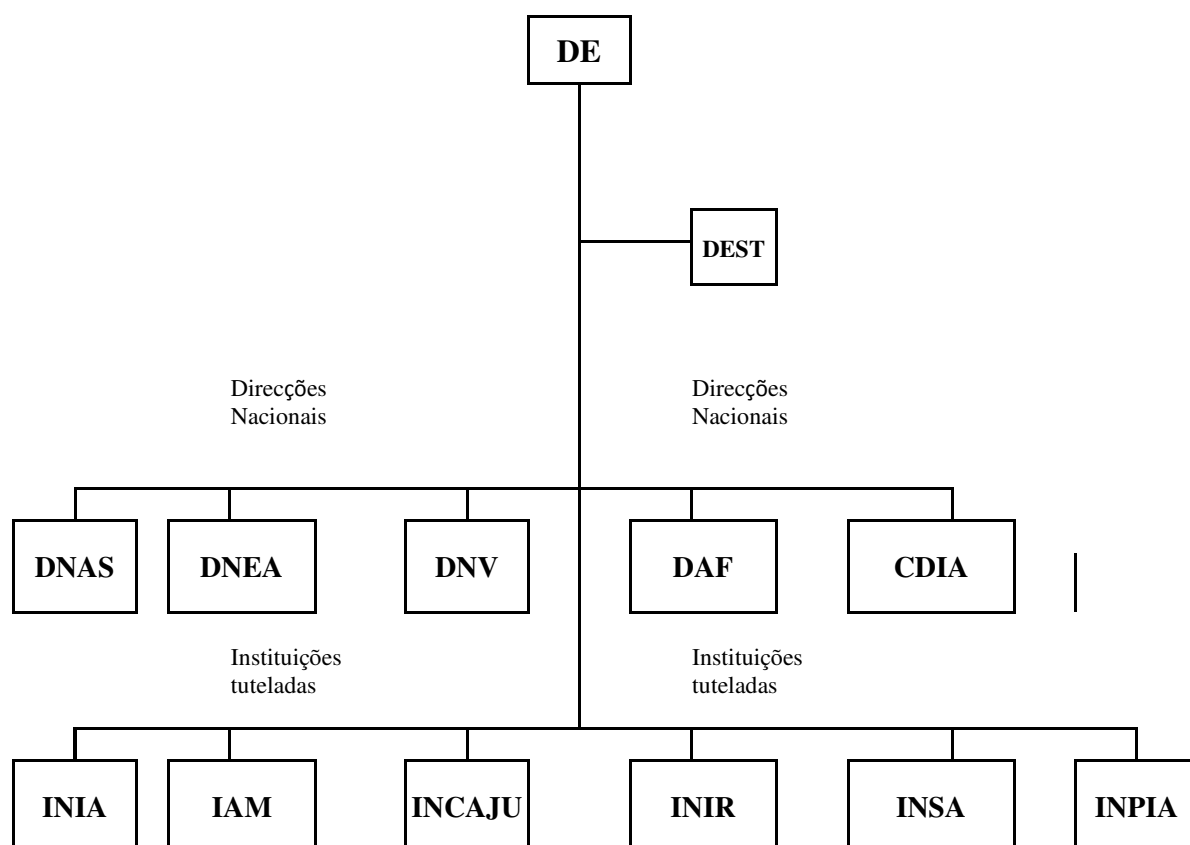 DE
DEST
Direcções
Nacionais
Direcções
Nacionais
DNAS
DNEA
DNV
DAF
CDIA
Instituições
tuteladas
Instituições
tuteladas
INIA
IAM
INCAJU
INIR
INSA
INPIA